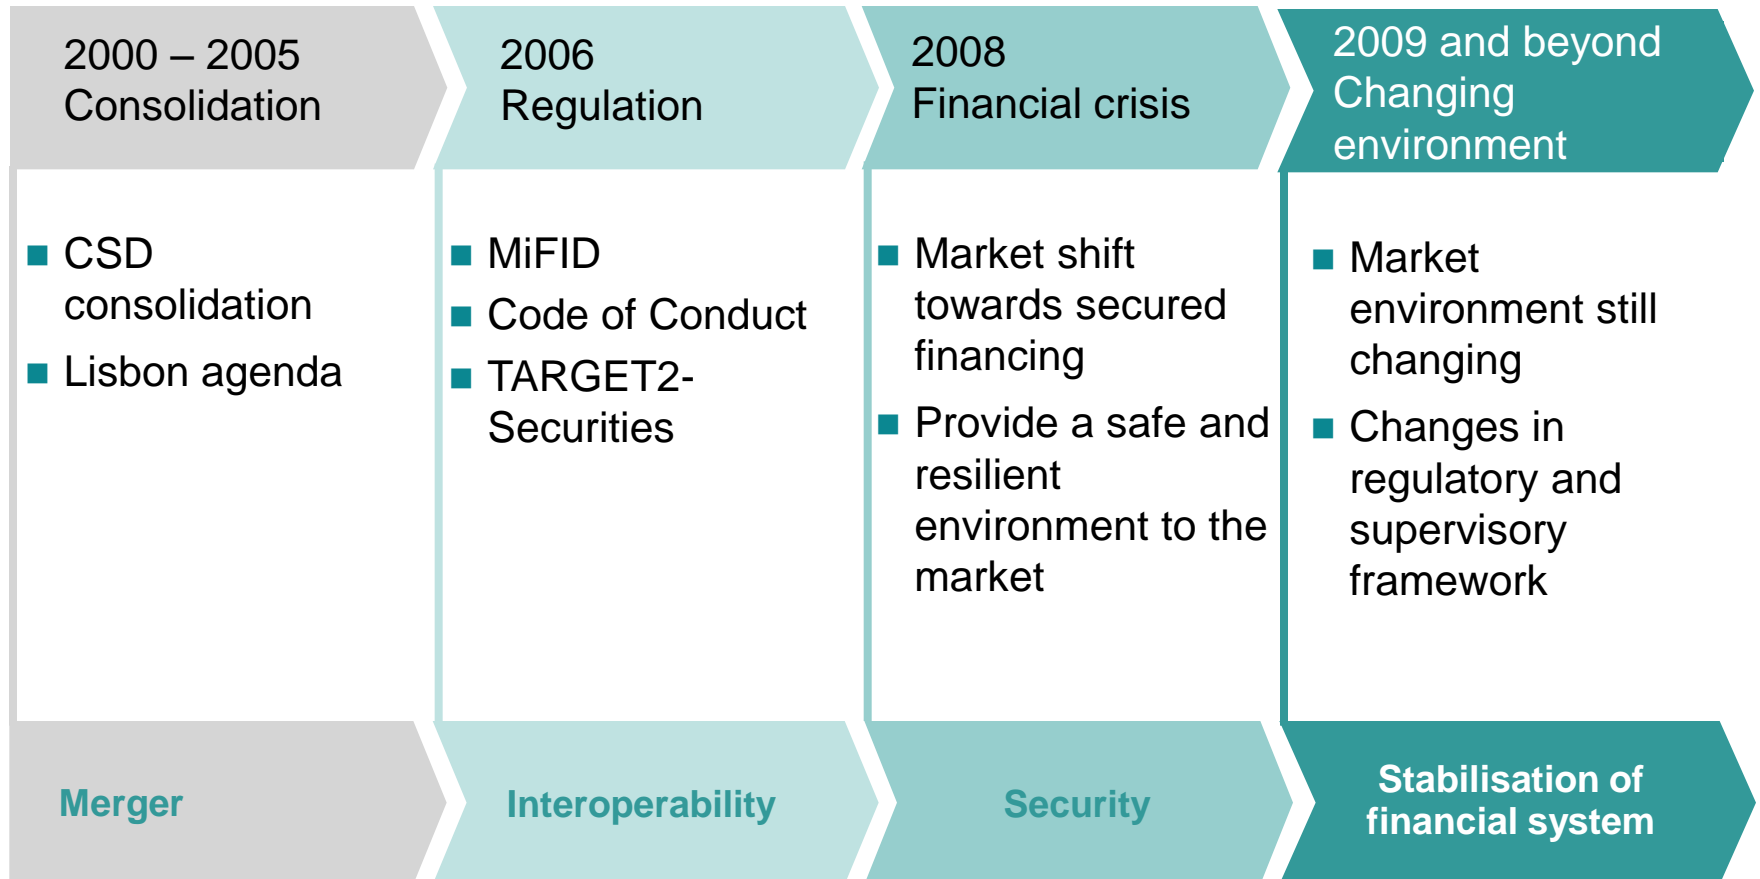 2000 – 2005
Consolidation
2006
Regulation
2008
Financial crisis
2009 and beyond
Changing
environment
CSD
consolidation
Lisbon agenda
MiFID
Code of Conduct
TARGET2-
Securities
Market shift
towards secured
financing
Provide a safe and
resilient
environment to the
market
Market
environment still
changing
Changes in
regulatory and
supervisory
framework
Merger
Interoperability
Security
Stabilisation of
financial system